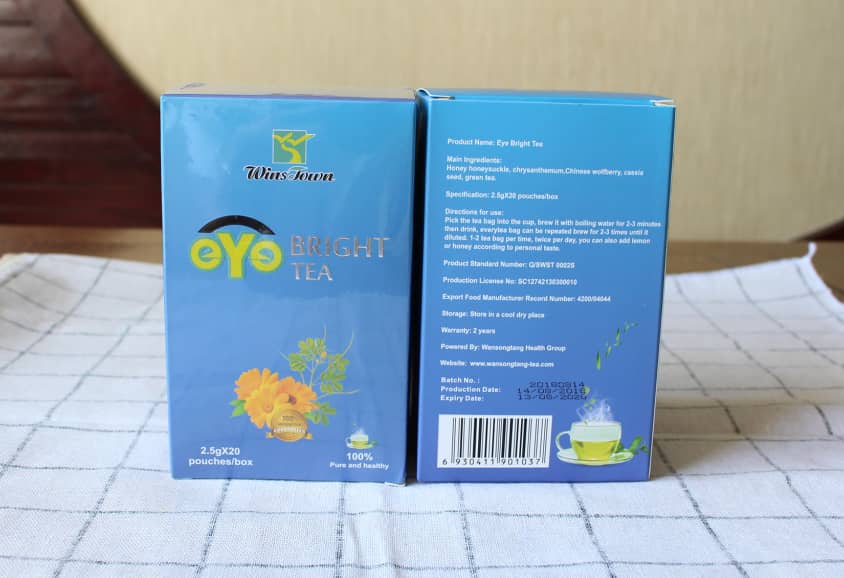 Wins Town
eye BRIGHT
TEA
2.5gX20
pouches/box
100%
Pure and healthy
Product Name: Eye Bright Tea
Main Ingredients:
Honey honeysuckle, chrysanthemum,Chinese wolfberry, cassia
seed, green tea.
Specification: 2.5gX20 pouches/box
Directions for use:
Pick the tea bag into the cup, brew it with boiling water for 2-3 minutes
then drink, everytea bag can be repeated brew for 2-3 times until it
diluted. 1-2 tea bag per time, twice per day, you can also add lemon
or honey according to personal taste.
Product Standard Number: Q/SWST 0002S
Production License No: SC12742130300010
Export Food Manufacturer Record Number: 4200/04044
Storage: Store in a cool dry place
Warranty: 2 years
Powered By: Wansongtang Health Group
Website: www.wansongtang-tea.com
Batch No. : 20180814
Production Date: 14/08/2018
Expiry Date: 13/08/2020
6 930411 901037